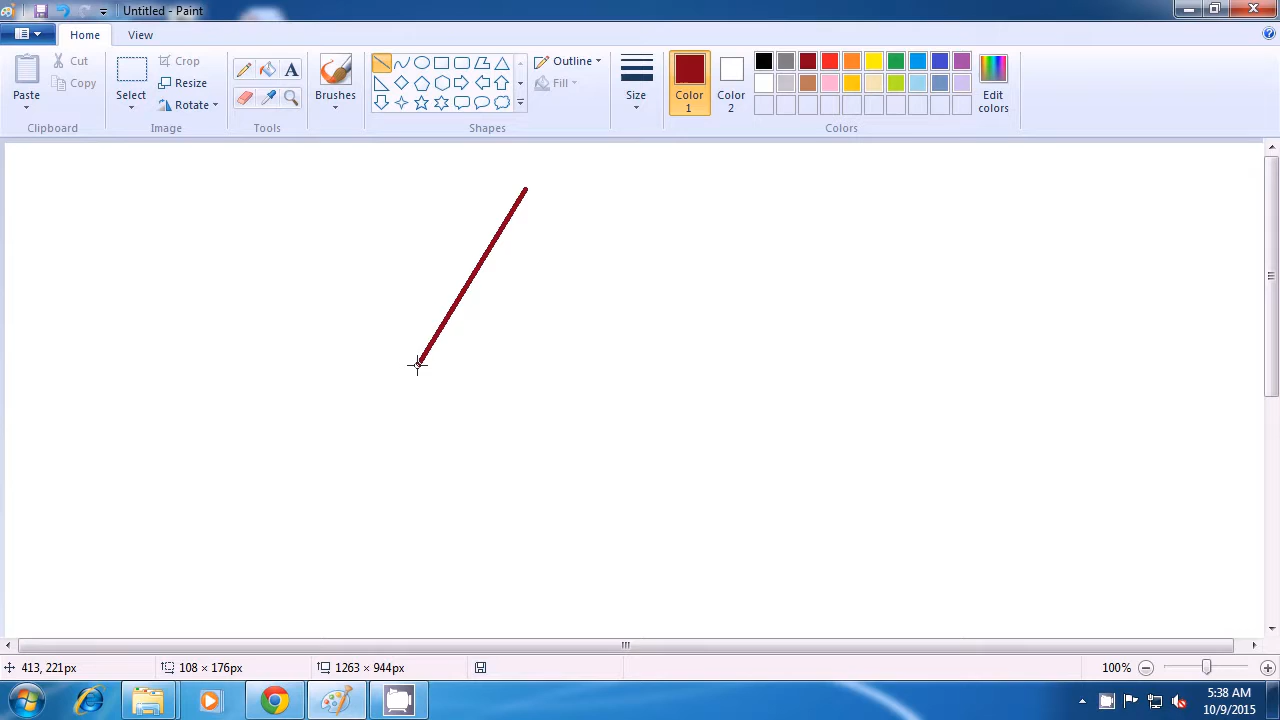 Untitled - Paint
Home View
Paste
Cut
Copy
Clipboard
Select
Crop
Resize
Rotate
Image
A
Tools
Brushes
Outline
Fill
Shapes
Size
Color
1
Color
2
Edit
colors
Colors
413, 221px
108 × 176px
1263 × 944px
100%
5:38 AM
10/9/2015